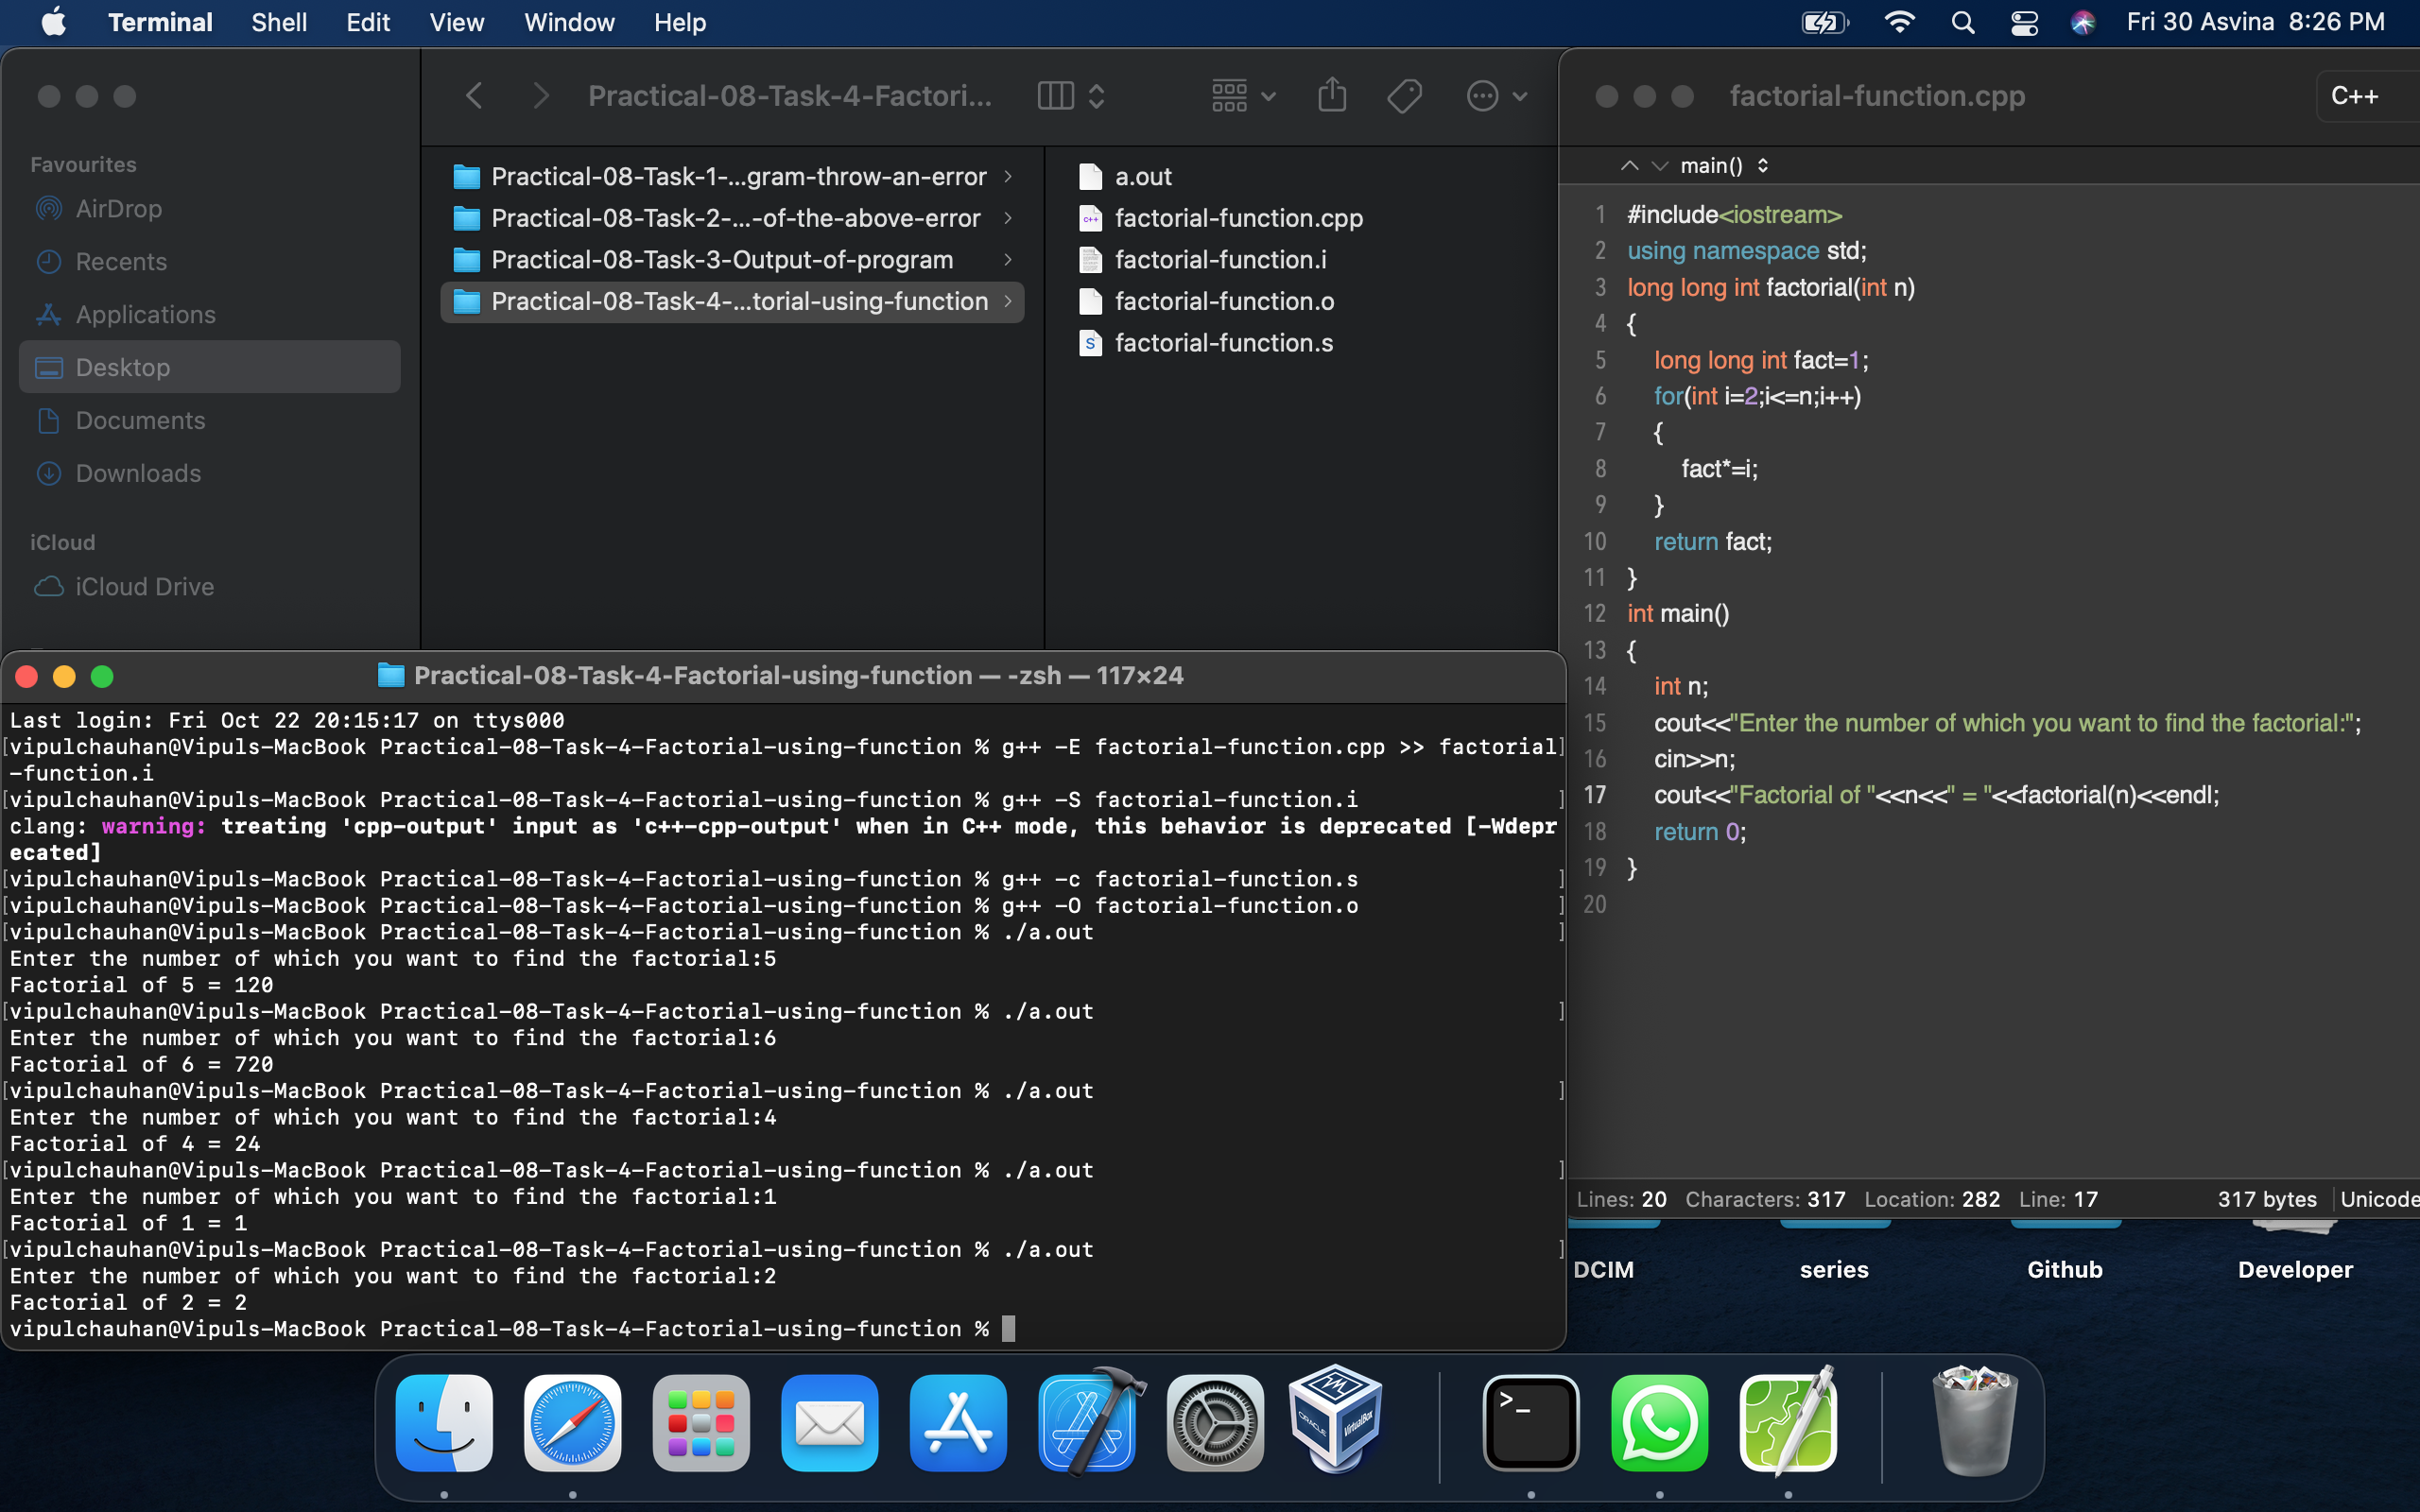 Terminal Shell Edit View Window Help Fri 30 Asvina 8:26 PM
Practical-08-Task-4-Factori...
Favourites
AirDrop
Recents
Applications
Desktop
Documents
Downloads
iCloud
iCloud Drive
Practical-08-Task-1-...gram-throw-an-error
Practical-08-Task-2-...-of-the-above-error
Practical-08-Task-3-Output-of-program
Practical-08-Task-4-...torial-using-function
a.out
factorial-function.cpp
factorial-function.i
factorial-function.o
factorial-function.s
factorial-function.cpp C++
main()
1 #include<iostream>
2 using namespace std;
3 long long int factorial(int n)
4 {
5 long long int fact=1;
6 for(int i=2;i<=n;i++)
7 {
8 fact*=i;
9 }
10 return fact;
11 }
12 int main()
13 {
14 int n;
15 cout<<"Enter the number of which you want to find the factorial:";
16 cin>>n;
17 cout<<"Factorial of "<<n<<" = "<<factorial(n)<<endl;
18 return 0;
19 }
20
Lines: 20 Characters: 317 Location: 282 Line: 17 317 bytes Unicode
Practical-08-Task-4-Factorial-using-function — -zsh — 117×24
Last login: Fri Oct 22 20:15:17 on ttys000
[vipulchauhan@Vipuls-MacBook Practical-08-Task-4-Factorial-using-function % g++ -E factorial-function.cpp >> factorial]
-function.i
[vipulchauhan@Vipuls-MacBook Practical-08-Task-4-Factorial-using-function % g++ -S factorial-function.i ]
clang: warning: treating 'cpp-output' input as 'c++-cpp-output' when in C++ mode, this behavior is deprecated [-Wdepr
ecated]
[vipulchauhan@Vipuls-MacBook Practical-08-Task-4-Factorial-using-function % g++ -c factorial-function.s ]
[vipulchauhan@Vipuls-MacBook Practical-08-Task-4-Factorial-using-function % g++ -O factorial-function.o ]
[vipulchauhan@Vipuls-MacBook Practical-08-Task-4-Factorial-using-function % ./a.out ]
Enter the number of which you want to find the factorial:5
Factorial of 5 = 120
[vipulchauhan@Vipuls-MacBook Practical-08-Task-4-Factorial-using-function % ./a.out ]
Enter the number of which you want to find the factorial:6
Factorial of 6 = 720
[vipulchauhan@Vipuls-MacBook Practical-08-Task-4-Factorial-using-function % ./a.out ]
Enter the number of which you want to find the factorial:4
Factorial of 4 = 24
[vipulchauhan@Vipuls-MacBook Practical-08-Task-4-Factorial-using-function % ./a.out ]
Enter the number of which you want to find the factorial:1
Factorial of 1 = 1
[vipulchauhan@Vipuls-MacBook Practical-08-Task-4-Factorial-using-function % ./a.out ]
Enter the number of which you want to find the factorial:2
Factorial of 2 = 2
vipulchauhan@Vipuls-MacBook Practical-08-Task-4-Factorial-using-function %
DCIM series Github Developer
ORACLE VirtualBox
>_